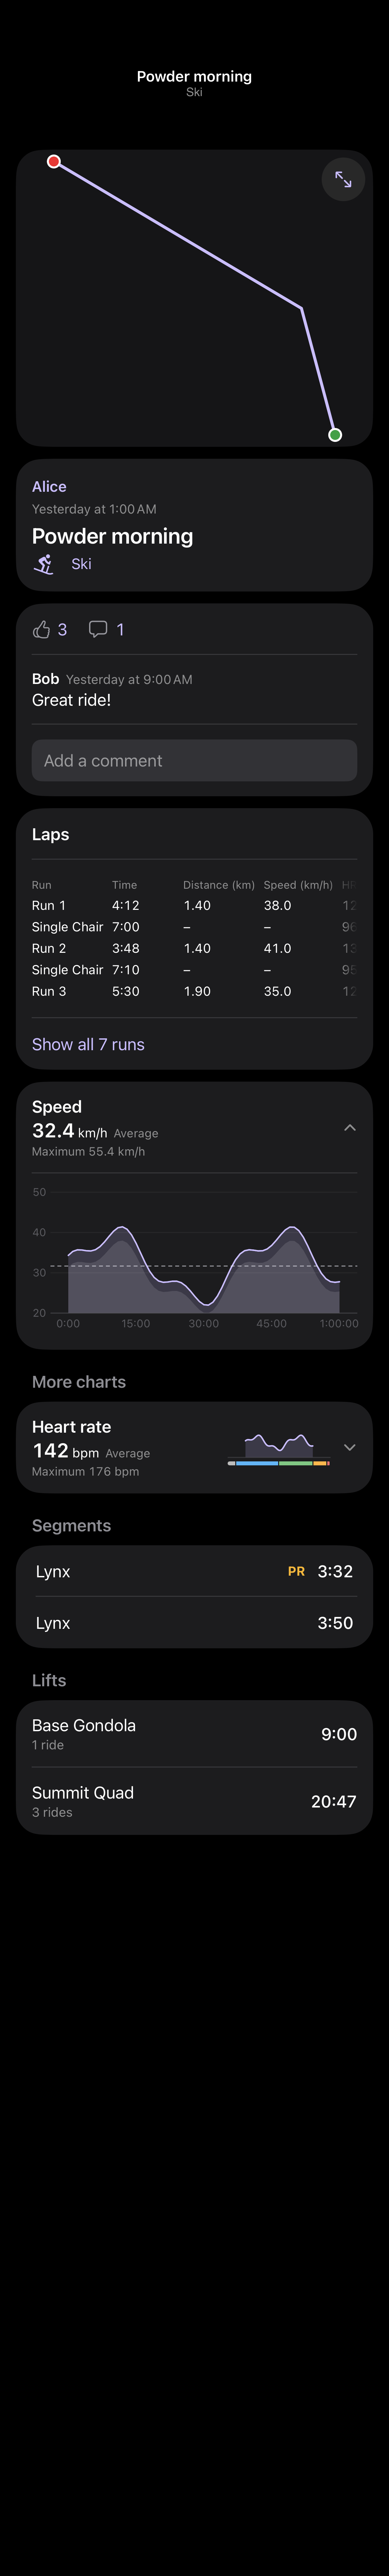 Powder morning
Ski
Alice
Yesterday at 1:00 AM
Powder morning
Ski
3 1
Bob Yesterday at 9:00 AM
Great ride!
Add a comment
Laps
Run Time Distance (km) Speed (km/h)
Run 1 4:12 1.40 38.0
Single Chair 7:00 – –
Run 2 3:48 1.40 41.0
Single Chair 7:10 – –
Run 3 5:30 1.90 35.0
Show all 7 runs
Speed
32.4 km/h Average
Maximum 55.4 km/h
50
40
30
20
0:00 15:00 30:00 45:00 1:00:00
More charts
Heart rate
142 bpm Average
Maximum 176 bpm
Segments
Lynx PR 3:32
Lynx 3:50
Lifts
Base Gondola 9:00
1 ride
Summit Quad 20:47
3 rides